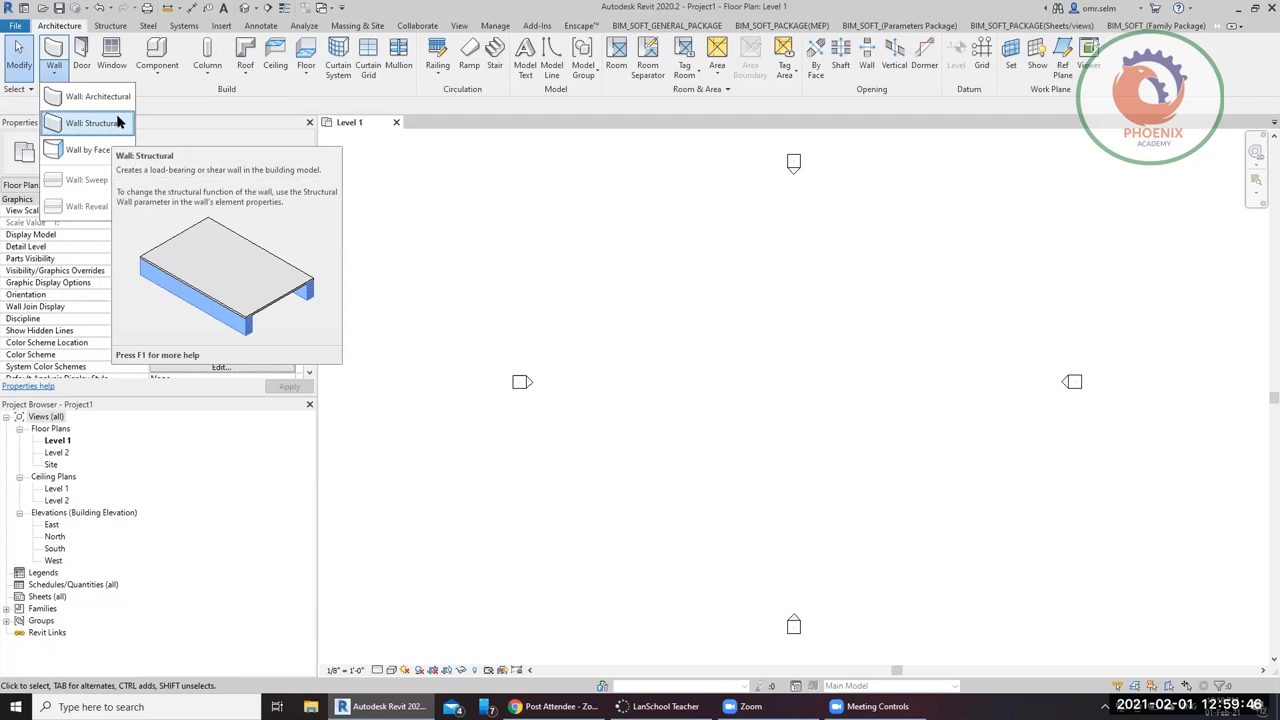 Autodesk Revit 2020.2 - Project1 - Floor Plan: Level 1
omr.selm
File Architecture Structure Steel Systems Insert Annotate Analyze Massing & Site Collaborate View Manage Add-Ins Enscape™ BIM_SOFT_GENERAL_PACKAGE BIM_SOFT_PACKAGE(MEP) BIM_SOFT_(Parameters Package) BIM_SOFT_PACKAGE(Sheets/views) BIM_SOFT_(Family Package)
Modify Wall Door Window Component Column Roof Ceiling Floor Curtain System Curtain Grid Mullion Railing Ramp Stair Model Text Model Line Model Group Room Room Separator Tag Room Area Area Boundary Tag Area By Face Shaft Wall Vertical Dormer Level Grid Set Show Ref Plane Viewer
Select Build Circulation Model Room & Area Opening Datum Work Plane
PHOENIX
ACADEMY
Wall: Architectural
Wall: Structural
Wall by Face
Wall: Sweep
Wall: Reveal
Properties
Level 1
Wall: Structural
Creates a load-bearing or shear wall in the building model.
To change the structural function of the wall, use the Structural
Wall parameter in the wall's element properties.
Press F1 for more help
Floor Plan
Graphics
View Scal
Scale Value 1:
Display Model
Detail Level
Parts Visibility
Visibility/Graphics Overrides
Graphic Display Options
Orientation
Wall Join Display
Discipline
Show Hidden Lines
Color Scheme Location
Color Scheme
System Color Schemes Edit...
Properties help Apply
Project Browser - Project1
Views (all)
Floor Plans
Level 1
Level 2
Site
Ceiling Plans
Level 1
Level 2
Elevations (Building Elevation)
East
North
South
West
Legends
Schedules/Quantities (all)
Sheets (all)
Families
Groups
Revit Links
1/8" = 1'-0"
Click to select, TAB for alternates, CTRL adds, SHIFT unselects.
:0 Main Model :0
Type here to search
Autodesk Revit 202...
4
7
Post Attendee - Zo...
LanSchool Teacher
Zoom
Meeting Controls
2021-02-01 12:59:46